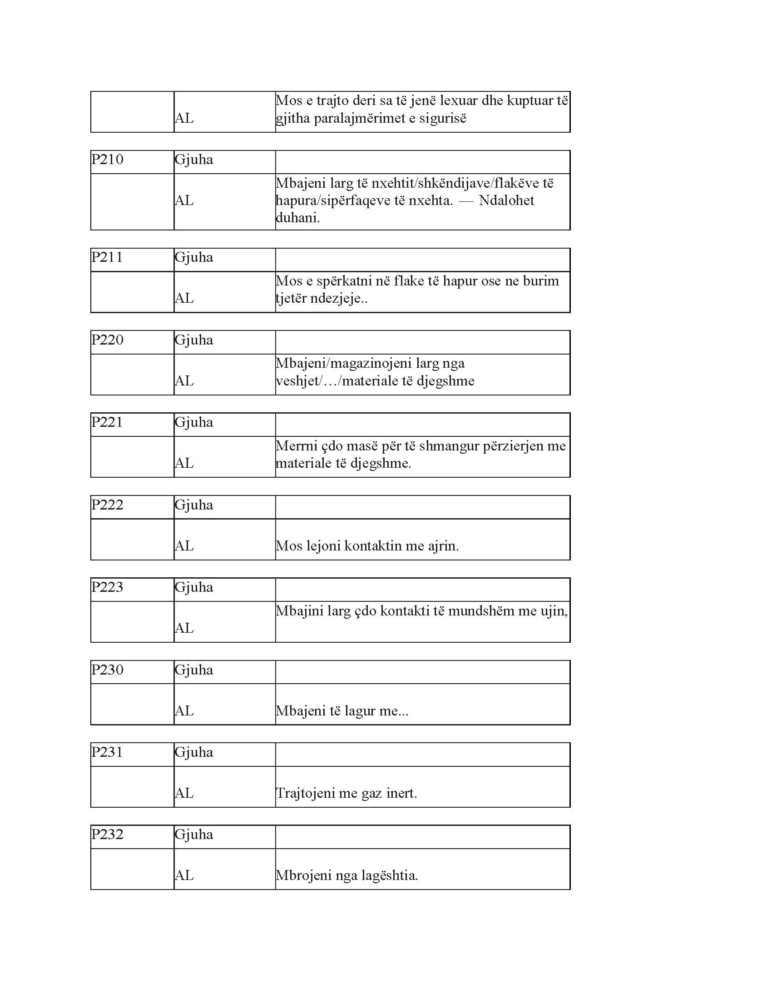 Mos e trajto deri sa të jenë lexuar dhe kuptuar të
AL gjitha paralajmërimet e sigurisë
P210 Gjuha
Mbajeni larg të nxehtit/shkëndijave/flakëve të
AL hapura/sipërfaqeve të nxehta. — Ndalohet
duhani.
P211 Gjuha
Mos e spërkatni në flake të hapur ose ne burim
AL tjetër ndezjeje..
P220 Gjuha
Mbajeni/magazinojeni larg nga
AL veshjet/…/materiale të djegshme
P221 Gjuha
Merrni çdo masë për të shmangur përzierjen me
AL materiale të djegshme.
P222 Gjuha
AL Mos lejoni kontaktin me ajrin.
P223 Gjuha
Mbajini larg çdo kontakti të mundshëm me ujin,
AL
P230 Gjuha
AL Mbajeni të lagur me...
P231 Gjuha
AL Trajtojeni me gaz inert.
P232 Gjuha
AL Mbrojeni nga lagështia.